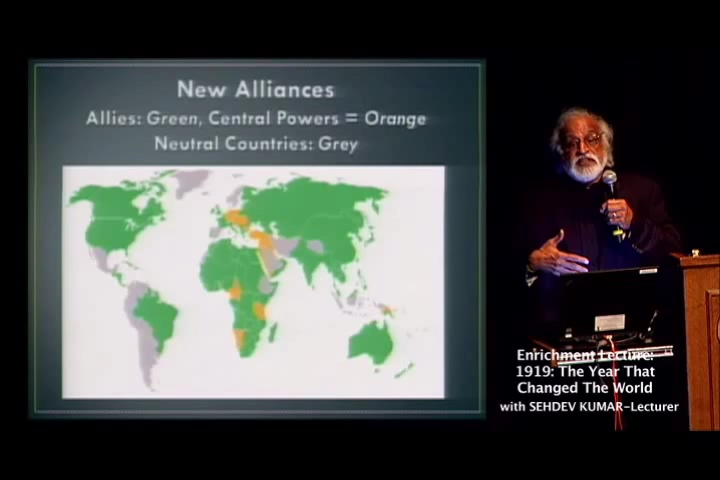 New Alliances
Allies: Green, Central Powers = Orange
Neutral Countries: Grey
Enrichment Lecture:
1919: The Year That
Changed The World
with SEHDEV KUMAR-Lecturer